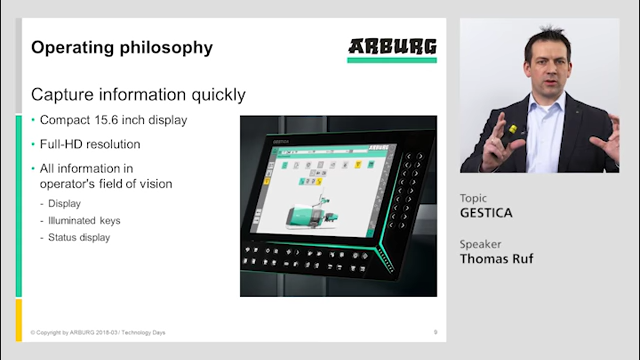 Operating philosophy
ARBURG
Capture information quickly
• Compact 15.6 inch display
• Full-HD resolution
• All information in
operator's field of vision
- Display
- Illuminated keys
- Status display
GESTICA
ARBURG
Topic
GESTICA
Speaker
Thomas Ruf
© Copyright by ARBURG 2018-03/ Technology Days